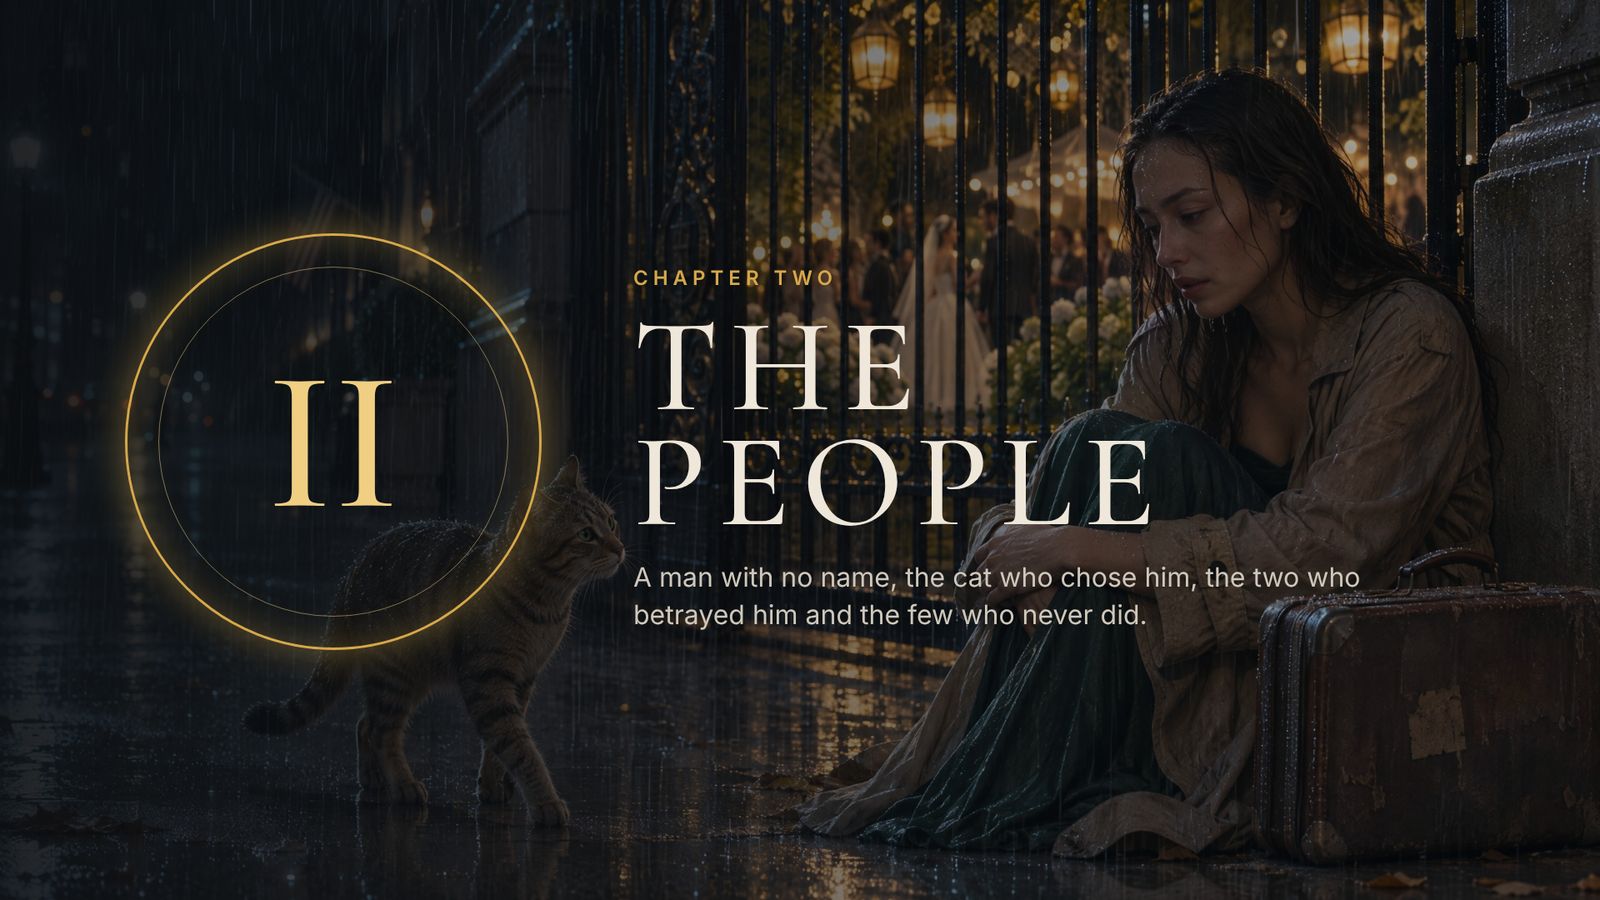 II
CHAPTER TWO
THE
PEOPLE
A man with no name, the cat who chose him, the two who
betrayed him and the few who never did.